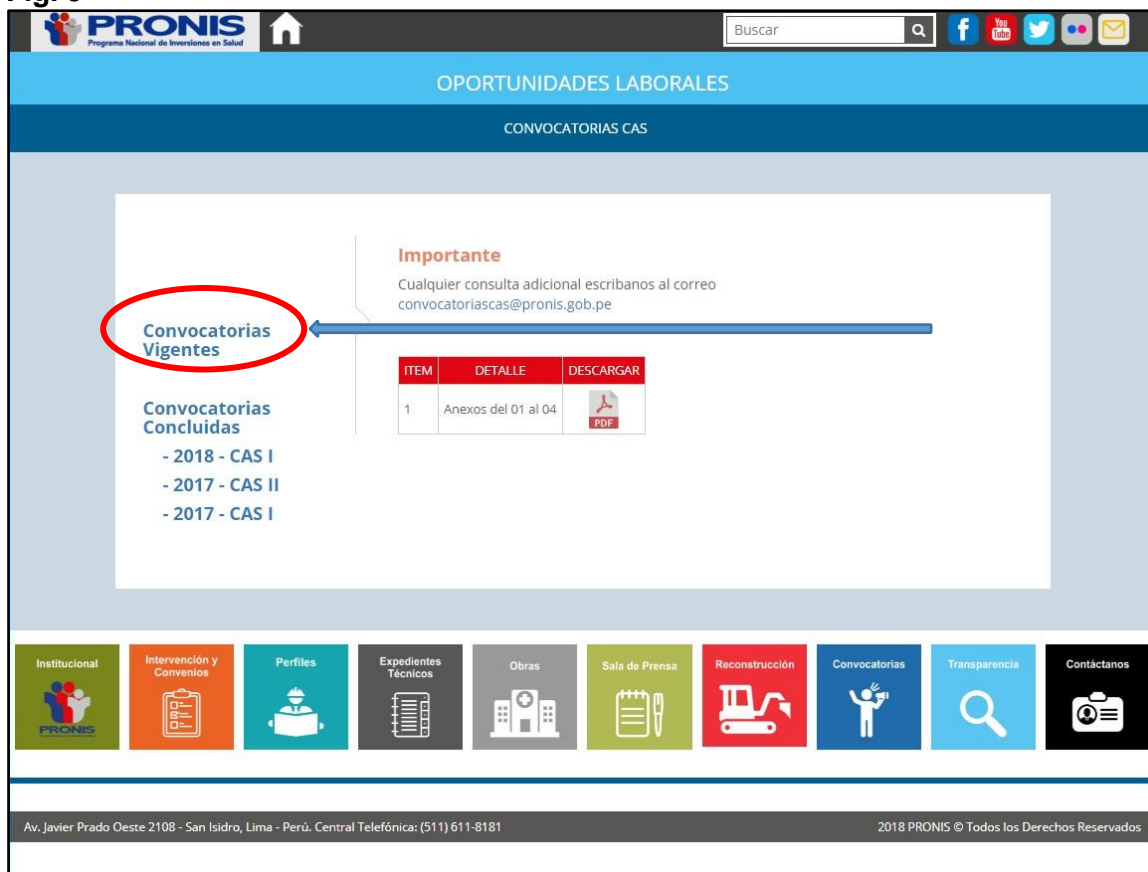 PRONIS
Programa Nacional de Inversiones en Salud
Buscar
You
Tube
OPORTUNIDADES LABORALES
CONVOCATORIAS CAS
Importante
Cualquier consulta adicional escribanos al correo
convocatoriascas@pronis.gob.pe
Convocatorias
Vigentes
Convocatorias
Concluidas
- 2018 - CAS I
- 2017 - CAS II
- 2017 - CAS I
ITEM DETALLE DESCARGAR
1 Anexos del 01 al 04
PDF
Institucional
PRONIS
Intervención y
Convenios
Perfiles
Expedientes
Técnicos
Obras
Sala de Prensa
Reconstrucción
Convocatorias
Transparencia
Contáctanos
Av. Javier Prado Oeste 2108 - San Isidro, Lima - Perú. Central Telefónica: (511) 611-8181
2018 PRONIS © Todos los Derechos Reservados